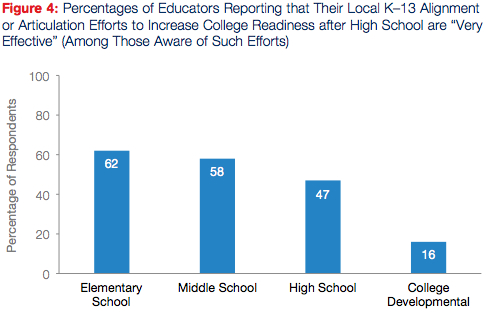 Figure 4: Percentages of Educators Reporting that Their Local K–13 Alignment
or Articulation Efforts to Increase College Readiness after High School are “Very
Effective” (Among Those Aware of Such Efforts)
Percentage of Respondents
100
80
60
40
20
0
62
58
47
16
Elementary
School
Middle School
High School
College
Developmental